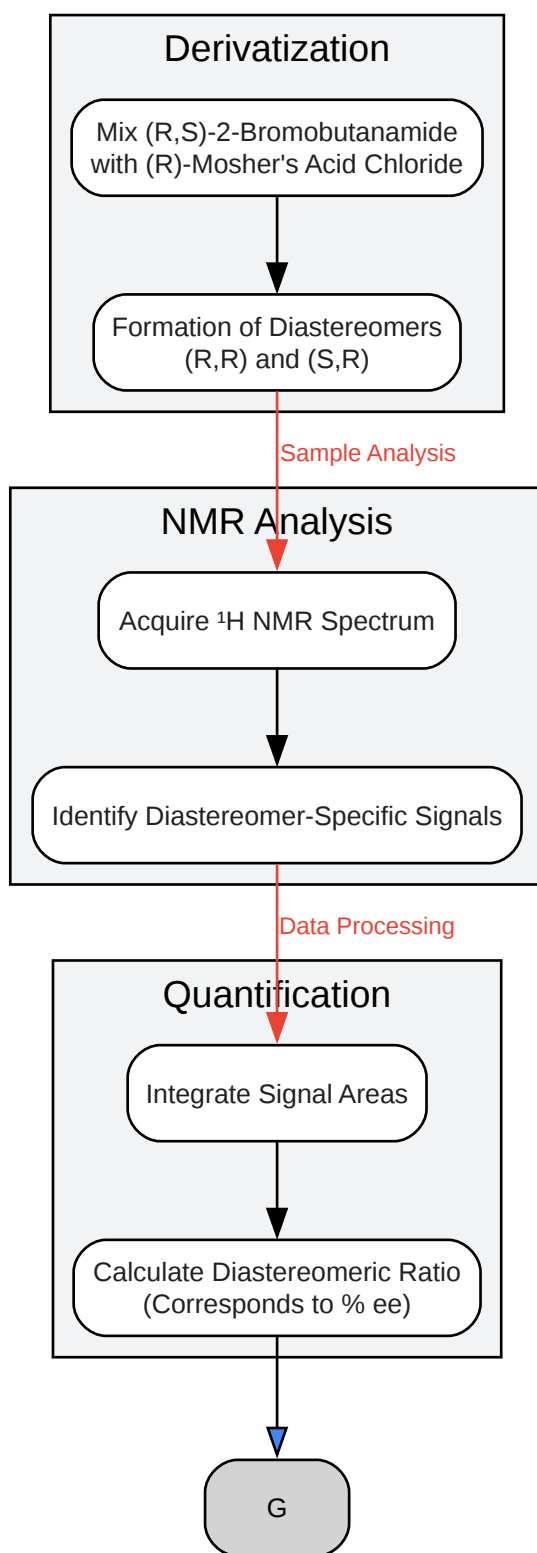 Derivatization
Mix (R,S)-2-Bromobutanamide
with (R)-Mosher's Acid Chloride
Formation of Diastereomers
(R,R) and (S,R)
Sample Analysis
NMR Analysis
Acquire ¹H NMR Spectrum
Identify Diastereomer-Specific Signals
Data Processing
Quantification
Integrate Signal Areas
Calculate Diastereomeric Ratio
(Corresponds to % ee)
G